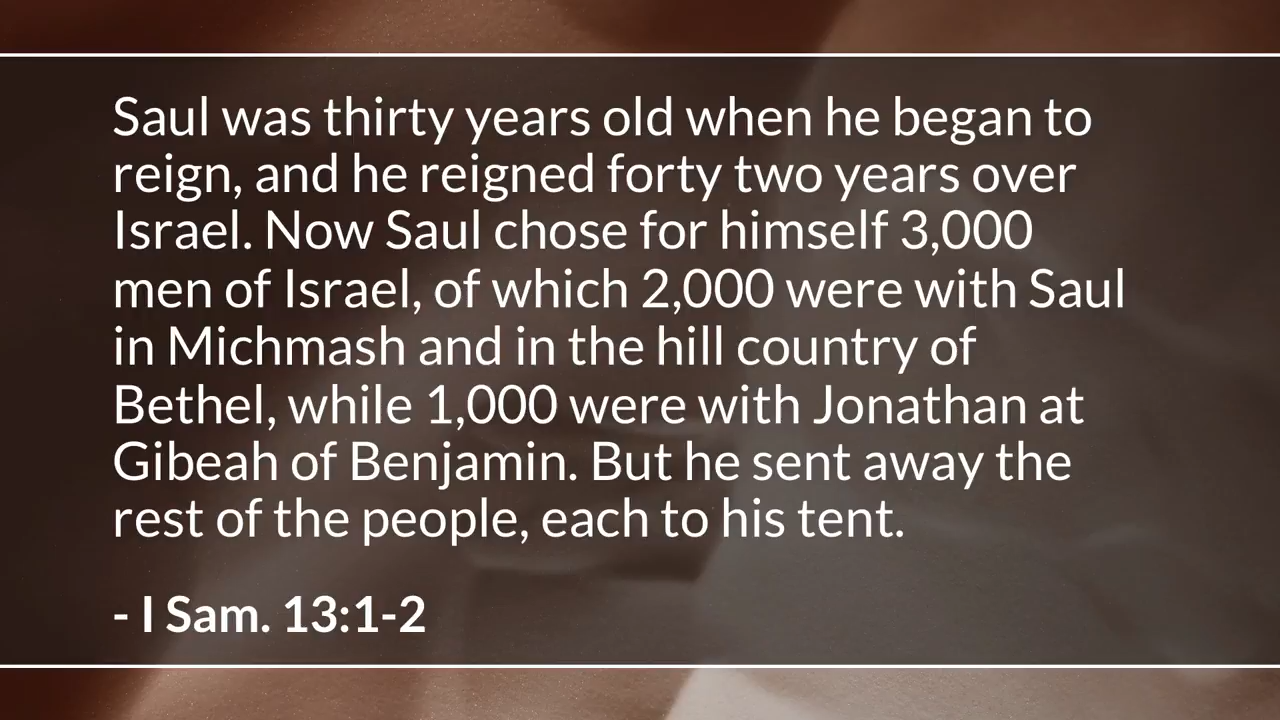 Saul was thirty years old when he began to
reign, and he reigned forty two years over
Israel. Now Saul chose for himself 3,000
men of Israel, of which 2,000 were with Saul
in Michmash and in the hill country of
Bethel, while 1,000 were with Jonathan at
Gibeah of Benjamin. But he sent away the
rest of the people, each to his tent.
- I Sam. 13:1-2